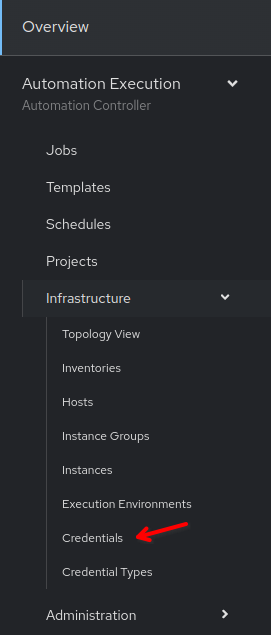 Overview
Automation Execution
Automation Controller
Jobs
Templates
Schedules
Projects
Infrastructure
Topology View
Inventories
Hosts
Instance Groups
Instances
Execution Environments
Credentials
Credential Types
Administration